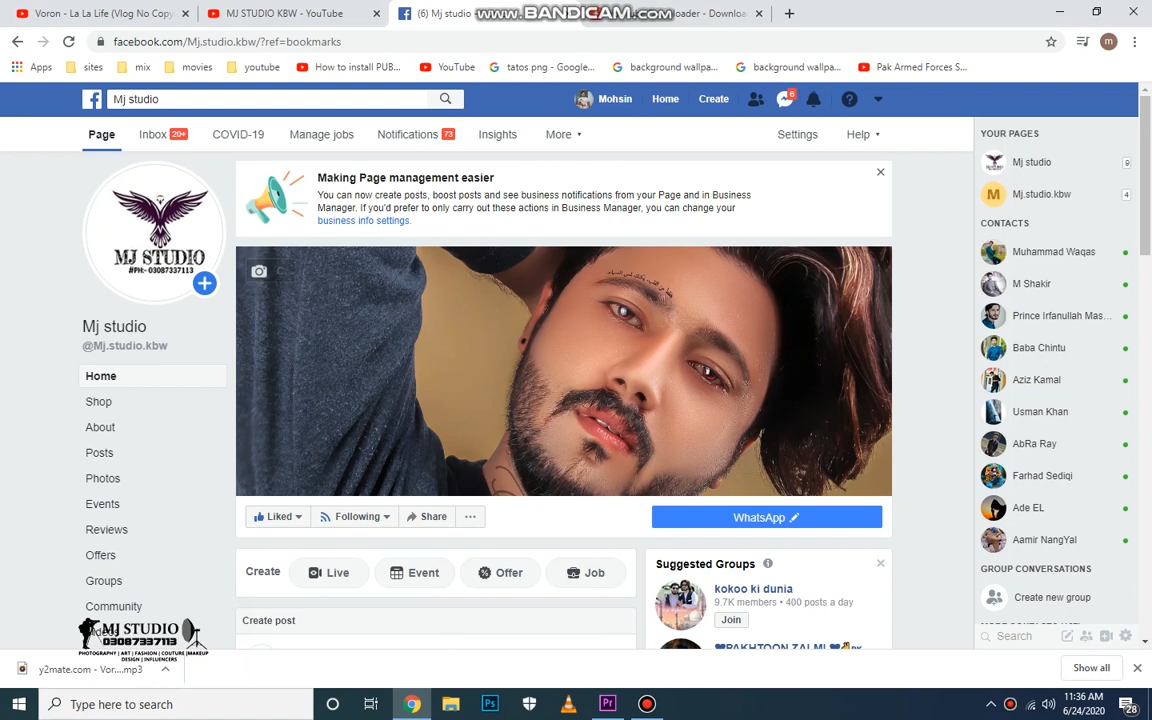 Voron - La La Life (Vlog No Copy
MJ STUDIO KBW - YouTube
(6) Mj studio -
www.BANDICAM.com
oader - Downloa
facebook.com/Mj.studio.kbw/?ref=bookmarks
m
Apps
sites
mix
movies
youtube
How to install PUB...
YouTube
tatos png - Google...
background wallpa...
background wallpa...
Pak Armed Forces S...
Mj studio
Mohsin
Home
Create
6
Page
Inbox 20+
COVID-19
Manage jobs
Notifications 73
Insights
More
Settings
Help
MJ STUDIO
#PH:- 03087337113
Mj studio
@Mj.studio.kbw
Home
Shop
About
Posts
Photos
Events
Reviews
Offers
Groups
Community
Videos
MJ STUDIO
03087337113
PHOTOGRAPHY | ART | FASHION | COUTURE | MAKEUP
DESIGN | INFLUENCERS
Making Page management easier
You can now create posts, boost posts and see business notifications from your Page and in Business
Manager. If you'd prefer to only carry out these actions in Business Manager, you can change your
business info settings.
Liked
Following
Share
WhatsApp
Create
Live
Event
Offer
Job
Create post
Suggested Groups
kokoo ki dunia
9.7K members • 400 posts a day
Join
YOUR PAGES
Mj studio
9
M
Mj.studio.kbw
4
CONTACTS
Muhammad Waqas
M Shakir
Prince Irfanullah Mas...
Baba Chintu
Aziz Kamal
Usman Khan
AbRa Ray
Farhad Sediqi
Ade EL
Aamir NangYal
GROUP CONVERSATIONS
Create new group
Search
y2mate.com - Vor....mp3
Show all
Type here to search
Ps
Pr
11:36 AM
6/24/2020
28